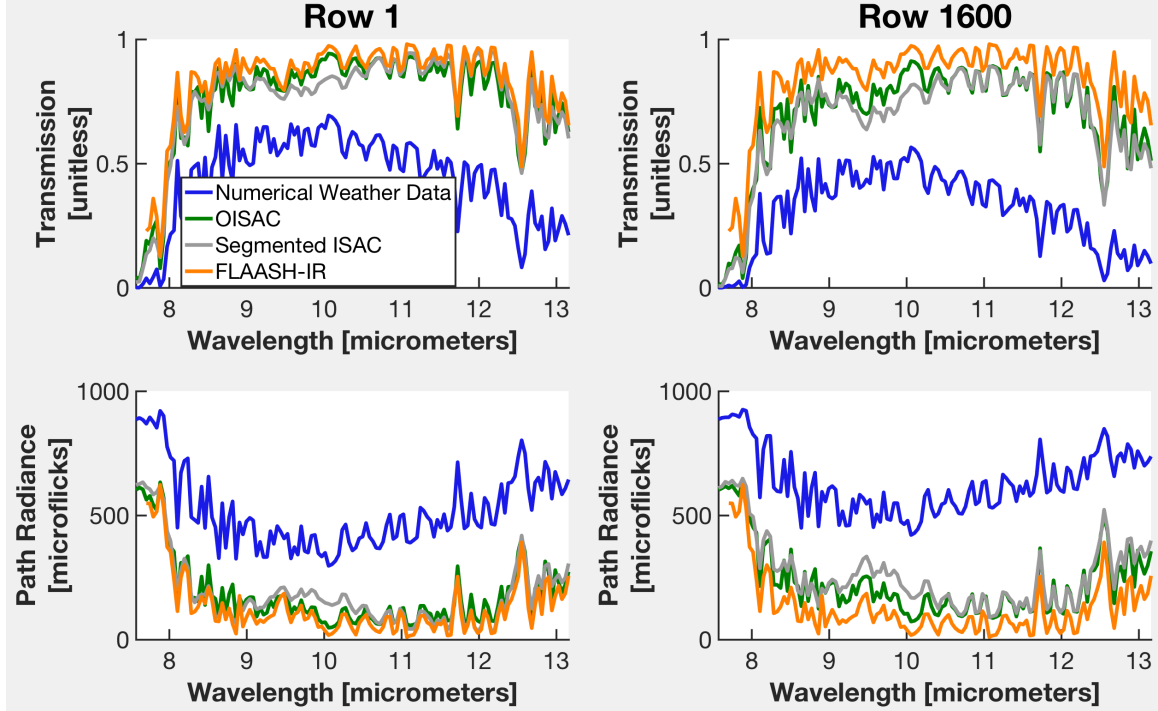 Row 1
Row 1600
1
0.5
0
Transmission
[unitless]
Numerical Weather Data
OISAC
Segmented ISAC
FLAASH-IR
8 9 10 11 12 13
Wavelength [micrometers]
1
0.5
0
Transmission
[unitless]
8 9 10 11 12 13
Wavelength [micrometers]
1000
500
0
Path Radiance
[microflicks]
8 9 10 11 12 13
Wavelength [micrometers]
1000
500
0
Path Radiance
[microflicks]
8 9 10 11 12 13
Wavelength [micrometers]